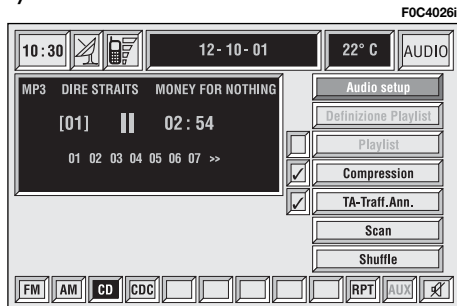 F0C4026i
10:30 12-10-01 22° C AUDIO
MP3 DIRE STRAITS MONEY FOR NOTHING
[01] 02:54
01 02 03 04 05 06 07 >>
Audio setup
Definizione Playlist
Playlist
Compression
TA-Traff.Ann.
Scan
Shuffle
FM AM CD CDC RPT AUX